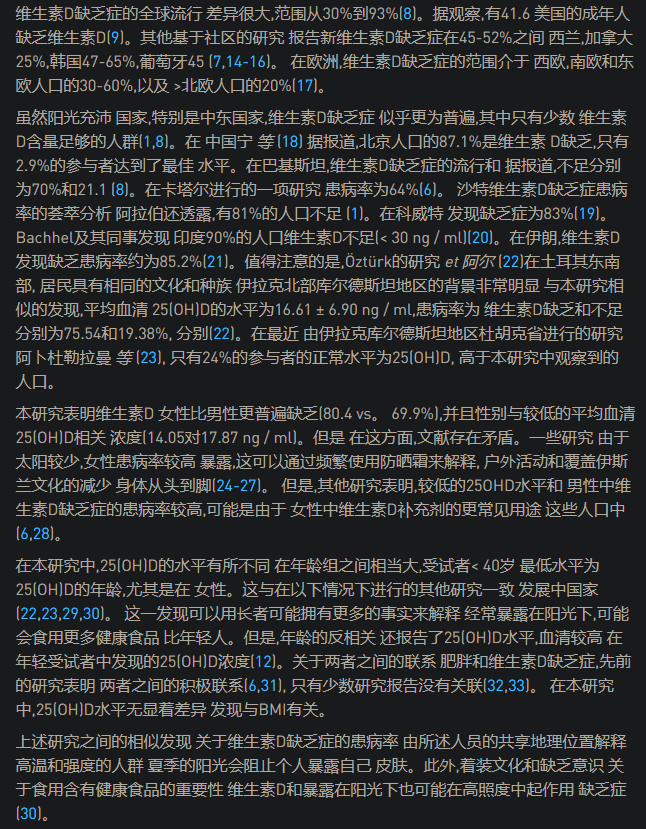 维生素D缺乏症的全球流行 差异很大,范围从30%到93%(8)。据观察,有41.6 美国的成年人
缺乏维生素D(9)。其他基于社区的研究 报告新维生素D缺乏症在45-52%之间 西兰,加拿大
25%,韩国47-65%,葡萄牙45 (7,14-16)。 在欧洲,维生素D缺乏症的范围介于 西欧,南欧和东
欧人口的30-60%,以及 >北欧人口的20%(17)。
虽然阳光充沛 国家,特别是中东国家,维生素D缺乏症 似乎更为普遍,其中只有少数 维生素
D含量足够的人群(1,8)。在 中国宁 等 (18) 据报道,北京人口的87.1%是维生素 D缺乏,只有
2.9%的参与者达到了最佳 水平。在巴基斯坦,维生素D缺乏症的流行和 据报道,不足分别
为70%和21.1 (8)。在卡塔尔进行的一项研究 患病率为64%(6)。 沙特维生素D缺乏症患病
率的荟萃分析 阿拉伯还透露,有81%的人口不足 (1)。在科威特 发现缺乏症为83%(19)。
Bachhel及其同事发现 印度90%的人口维生素D不足(< 30 ng / ml)(20)。在伊朗,维生素D
发现缺乏患病率约为85.2%(21)。值得注意的是,Öztürk的研究 et 阿尔 (22)在土耳其东南
部, 居民具有相同的文化和种族 伊拉克北部库尔德斯坦地区的背景非常明显 与本研究相
似的发现,平均血清 25(OH)D的水平为16.61 ± 6.90 ng / ml,患病率为 维生素D缺乏和不足
分别为75.54和19.38%, 分别(22)。在最近 由伊拉克库尔德斯坦地区杜胡克省进行的研究
阿卜杜勒拉曼 等 (23), 只有24%的参与者的正常水平为25(OH)D, 高于本研究中观察到的
人口。
本研究表明维生素D 女性比男性更普遍缺乏(80.4 vs。 69.9%),并且性别与较低的平均血清
25(OH)D相关 浓度(14.05对17.87 ng / ml)。但是 在这方面,文献存在矛盾。一些研究 由于
太阳较少,女性患病率较高 暴露,这可以通过频繁使用防晒霜来解释, 户外活动和覆盖伊斯
兰文化的减少 身体从头到脚(24-27)。 但是,其他研究表明,较低的25OHD水平和 男性中维
生素D缺乏症的患病率较高,可能是由于 女性中维生素D补充剂的更常见用途 这些人口中
(6,28)。
在本研究中,25(OH)D的水平有所不同 在年龄组之间相当大,受试者< 40岁 最低水平为
25(OH)D的年龄,尤其是在 女性。这与在以下情况下进行的其他研究一致 发展中国家
(22,23,29,30)。 这一发现可以用长者可能拥有更多的事实来解释 经常暴露在阳光下,可能
会食用更多健康食品 比年轻人。但是,年龄的反相关 还报告了25(OH)D水平,血清较高 在
年轻受试者中发现的25(OH)D浓度(12)。关于两者之间的联系 肥胖和维生素D缺乏症,先前
的研究表明 两者之间的积极联系(6,31), 只有少数研究报告没有关联(32,33)。 在本研究
中,25(OH)D水平无显着差异 发现与BMI有关。
上述研究之间的相似发现 关于维生素D缺乏症的患病率 由所述人员的共享地理位置解释
高温和强度的人群 夏季的阳光会阻止个人暴露自己 皮肤。此外,着装文化和缺乏意识 关
于食用含有健康食品的重要性 维生素D和暴露在阳光下也可能在高照度中起作用 缺乏症
(30)。